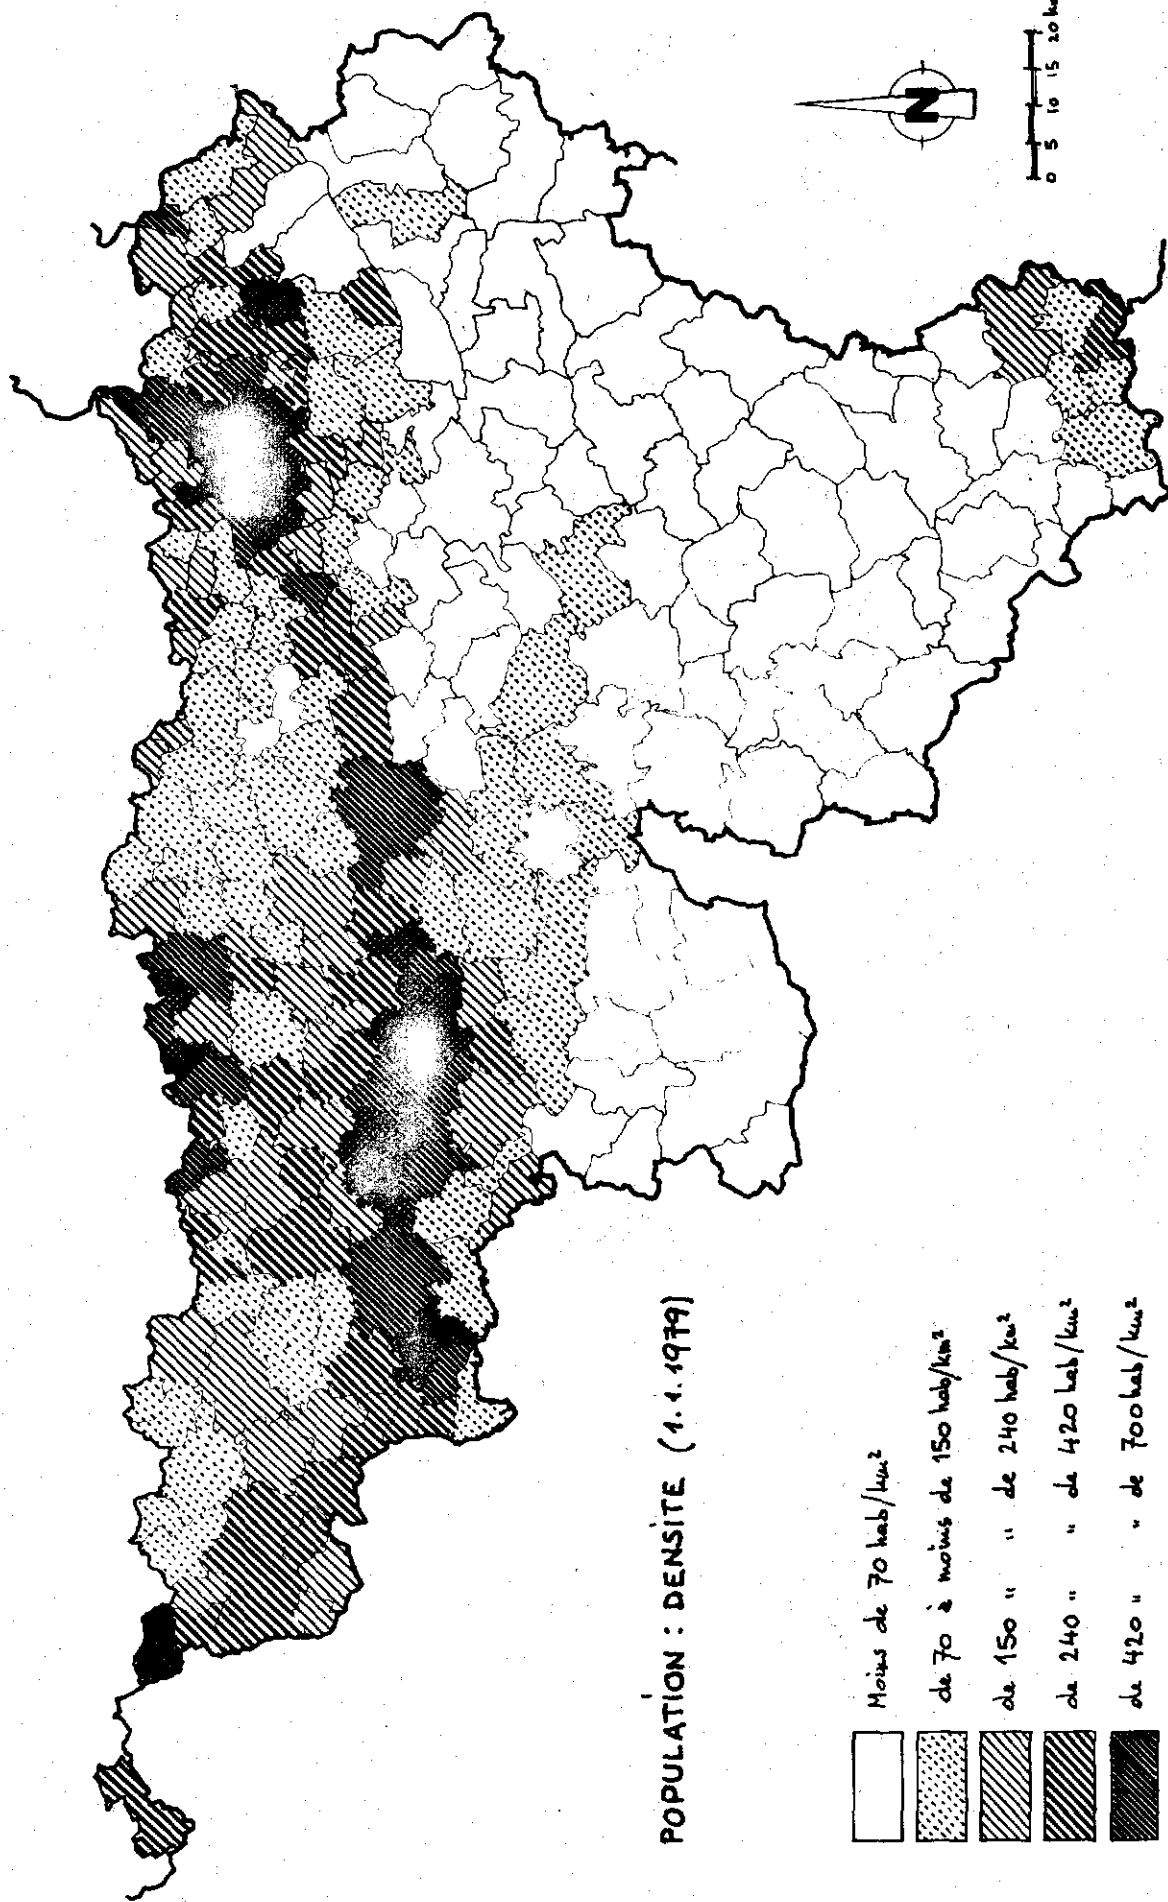 POPULATION : DENSITE (1.1.1979)
Moins de 70 hab/km²
de 70 à moins de 150 hab/km²
de 150 " " de 240 hab/km²
de 240 " " de 420 hab/km²
de 420 " " de 700 hab/km²
N
0 5 10 15 20 km